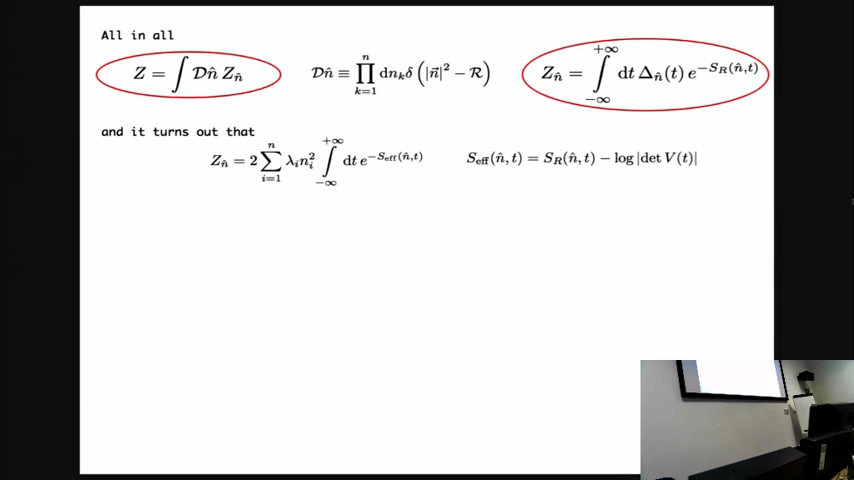 All in all
Z = ∫ 𝒟n̂ Z_n̂    𝒟n̂ ≡ ∏_{k=1}^{n} dn_k δ(|n⃗|² − ℛ)    Z_n̂ = ∫_{−∞}^{+∞} dt Δ_n̂(t) e^{−S_R(n̂,t)}
and it turns out that
Z_n̂ = 2 ∑_{i=1}^{n} λ_i n_i² ∫_{−∞}^{+∞} dt e^{−S_eff(n̂,t)}    S_eff(n̂, t) = S_R(n̂, t) − log |det V(t)|